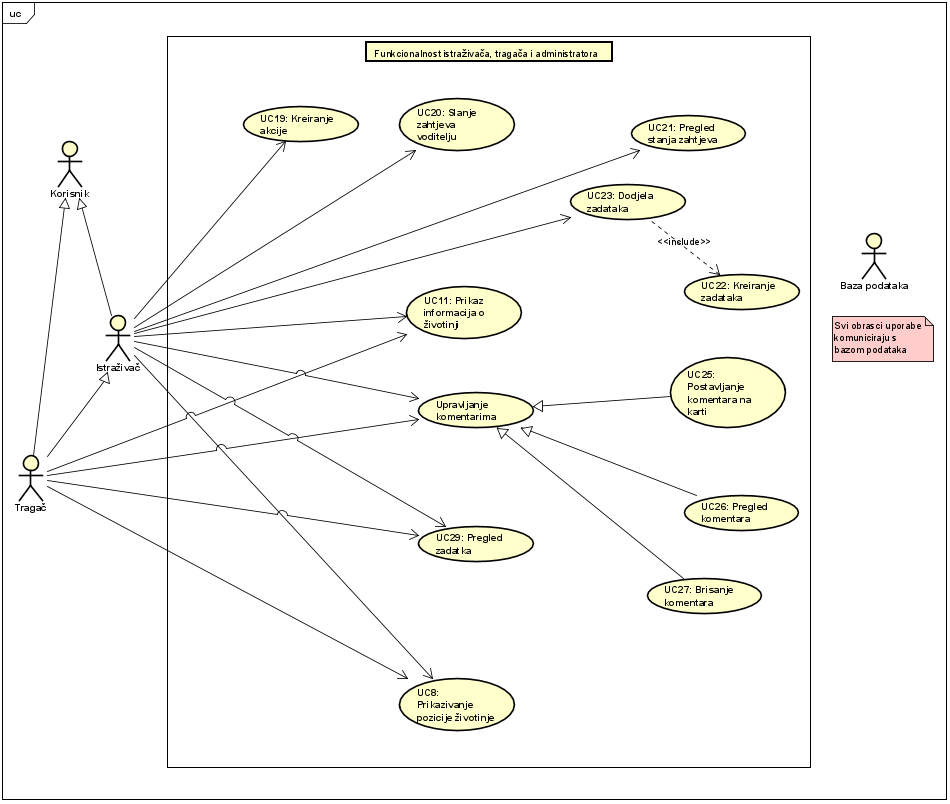 uc
Funkcionalnost istraživača, tragača i administratora
UC19: Kreiranje
akcije
UC20: Slanje
zahtjeva
voditelju
UC21: Pregled
stanja zahtjeva
Korisnik
UC23: Dodjela
zadataka
<<include>>
UC22: Kreiranje
zadataka
Baza podataka
UC11: Prikaz
informacija o
životinji
Svi obrasci uporabe
komuniciraju s
bazom podataka
Istraživač
UC25:
Postavljanje
komentara na
karti
Upravljanje
komentarima
Tragač
UC26: Pregled
komentara
UC29: Pregled
zadatka
UC27: Brisanje
komentara
UC8:
Prikazivanje
pozicije životinje